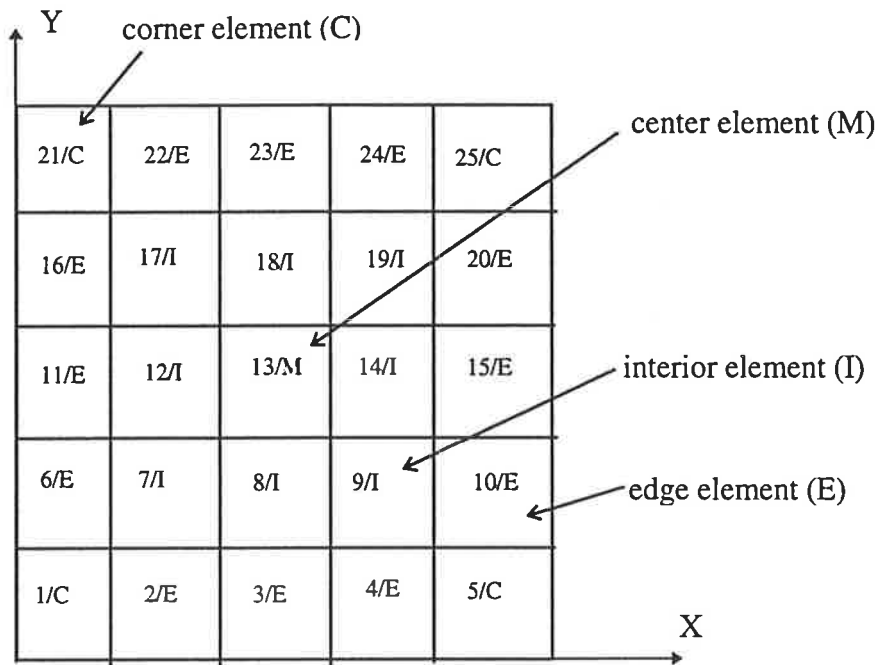 Y
corner element (C)
center element (M)
21/C 22/E 23/E 24/E 25/C
16/E 17/I 18/I 19/I 20/E
11/E 12/I 13/M 14/I 15/E
interior element (I)
6/E 7/I 8/I 9/I 10/E
edge element (E)
1/C 2/E 3/E 4/E 5/C
X